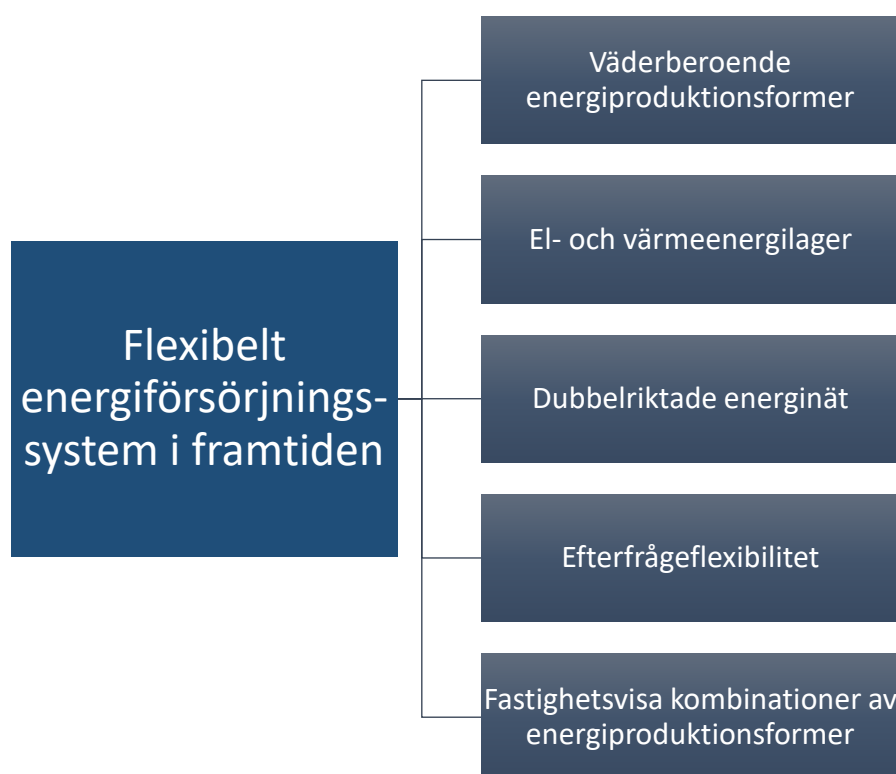 Flexibelt
energiförsörjnings-
system i framtiden
Väderberoende
energiproduktionsformer
El- och värmeenergilager
Dubbelriktade energinät
Efterfrågeflexibilitet
Fastighetsvisa kombinationer av
energiproduktionsformer